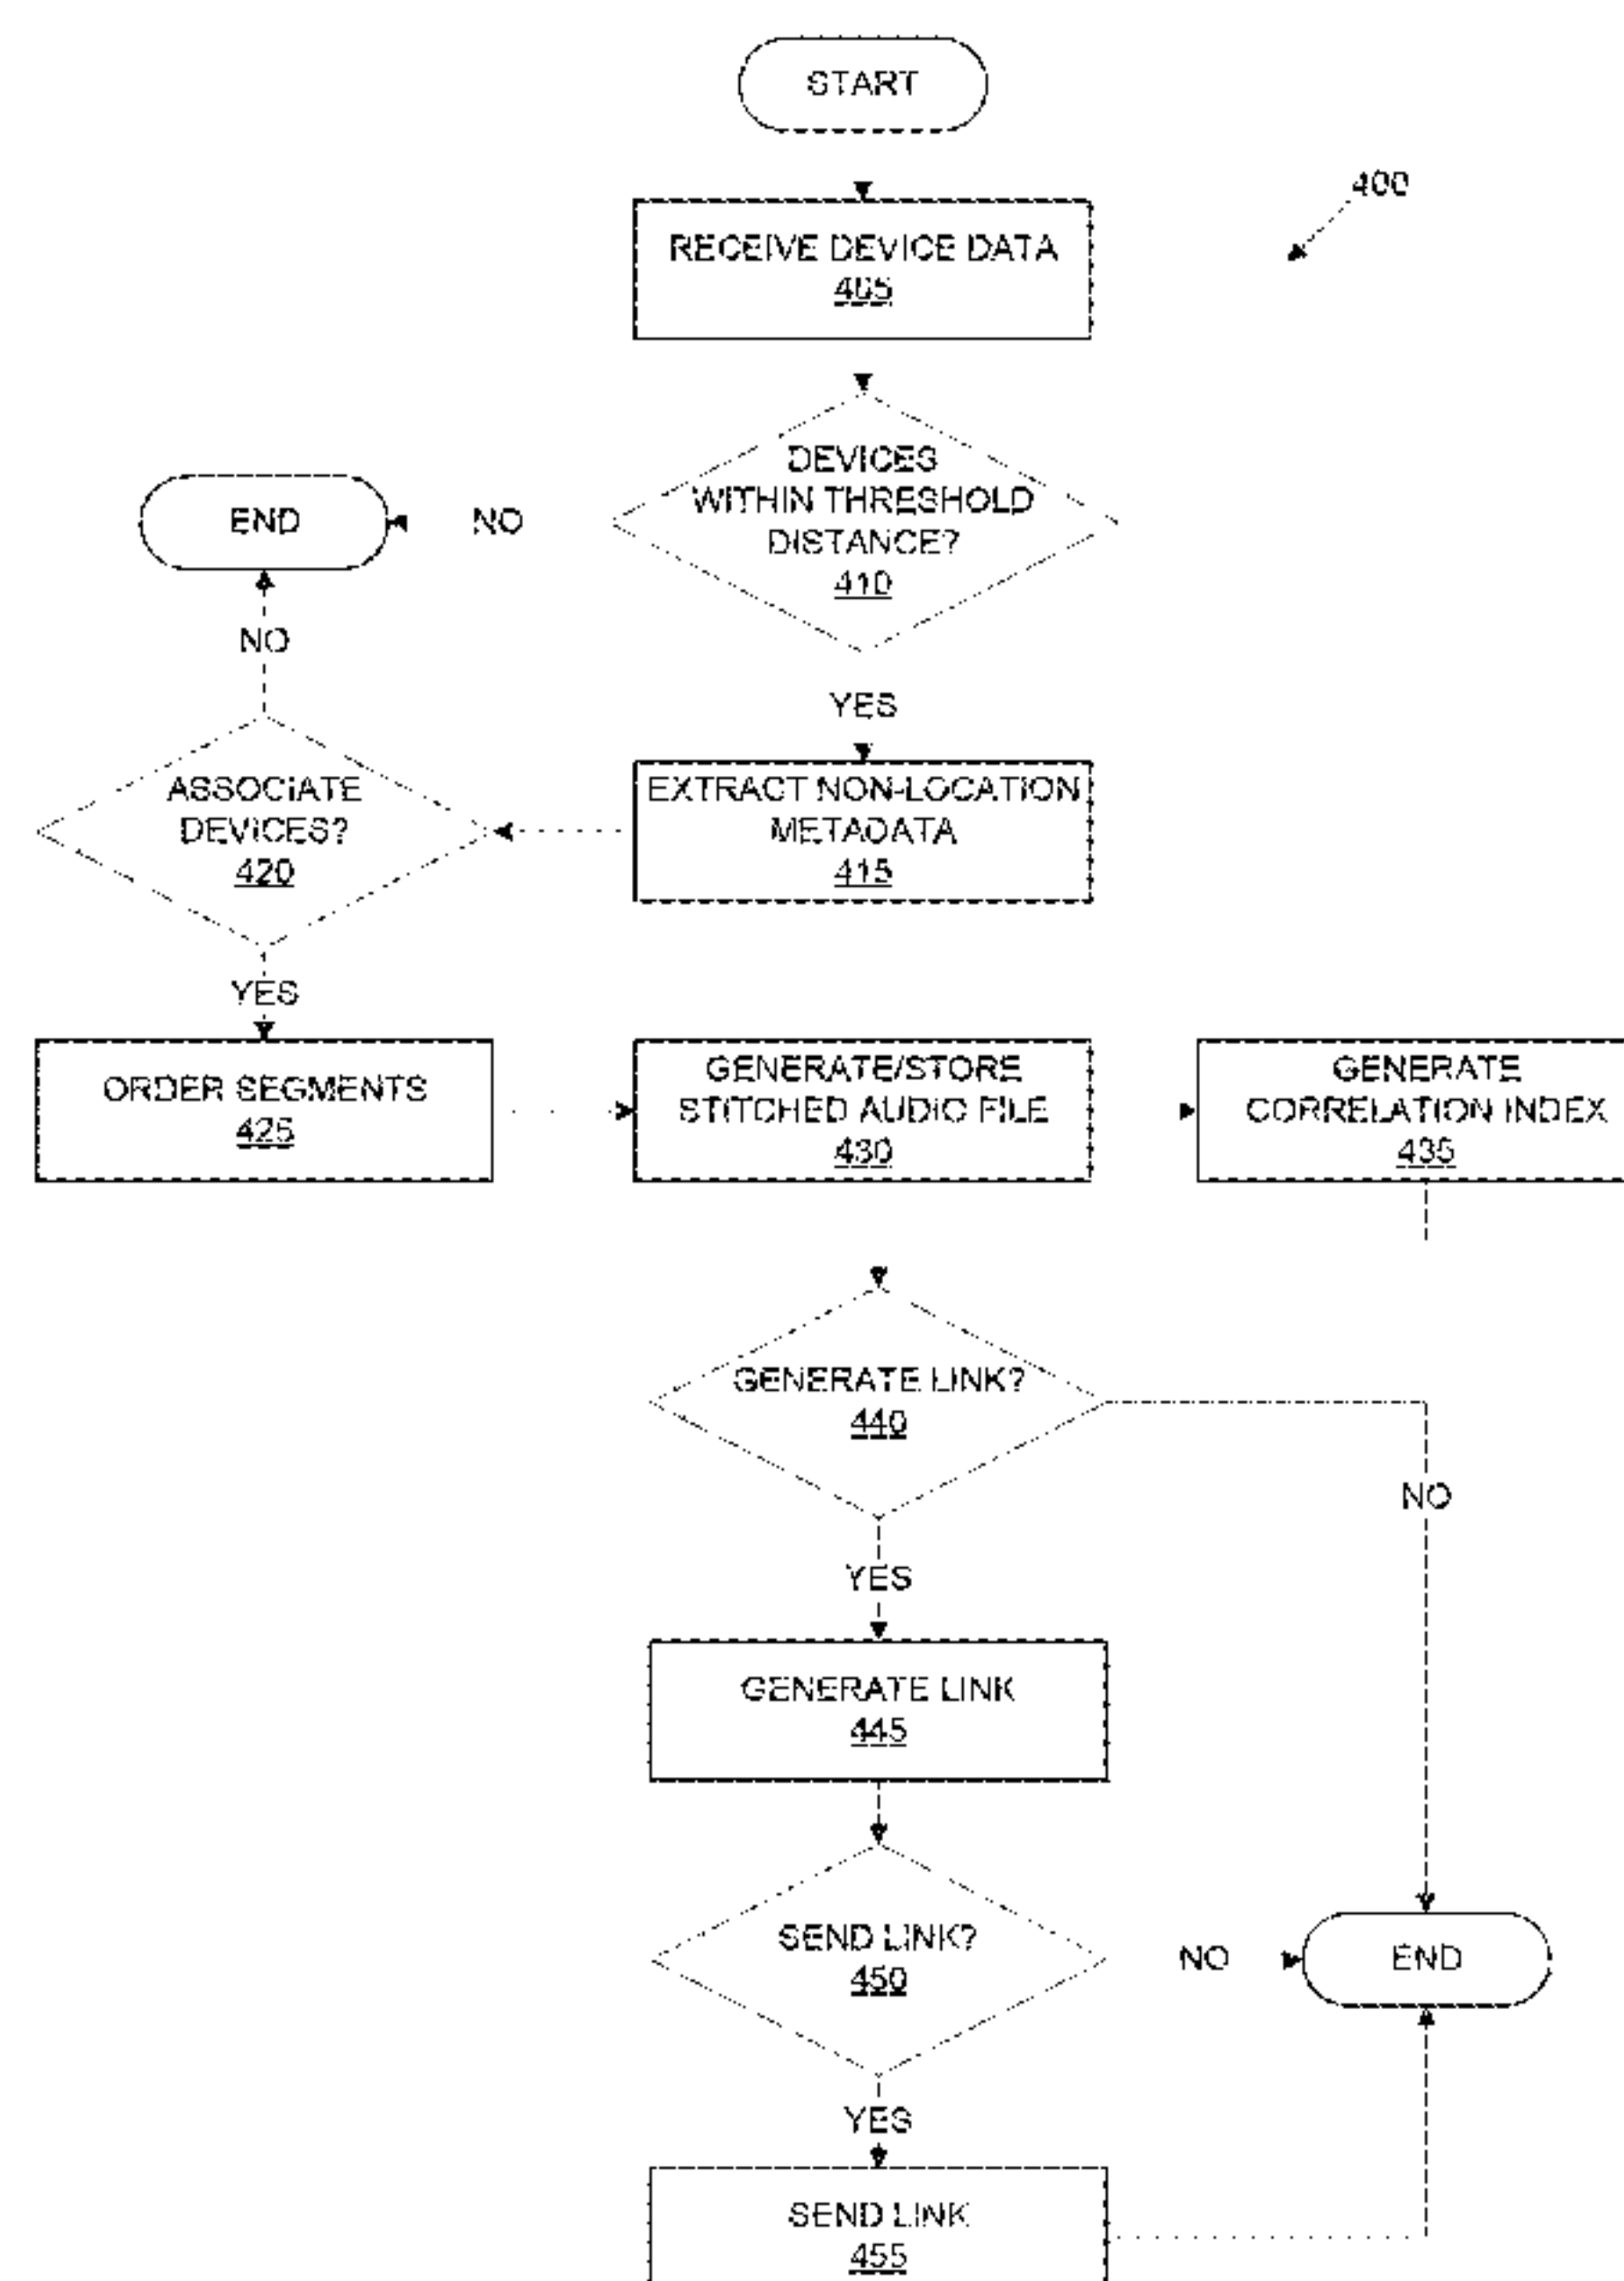 START
400
RECEIVE DEVICE DATA
405
DEVICES
WITHIN THRESHOLD
DISTANCE?
410
NO
END
NO
YES
ASSOCIATE
DEVICES?
420
EXTRACT NON-LOCATION
METADATA
415
YES
ORDER SEGMENTS
425
GENERATE/STORE
STITCHED AUDIO FILE
430
GENERATE
CORRELATION INDEX
435
GENERATE LINK?
440
NO
YES
GENERATE LINK
445
SEND LINK?
450
NO
END
YES
SEND LINK
455